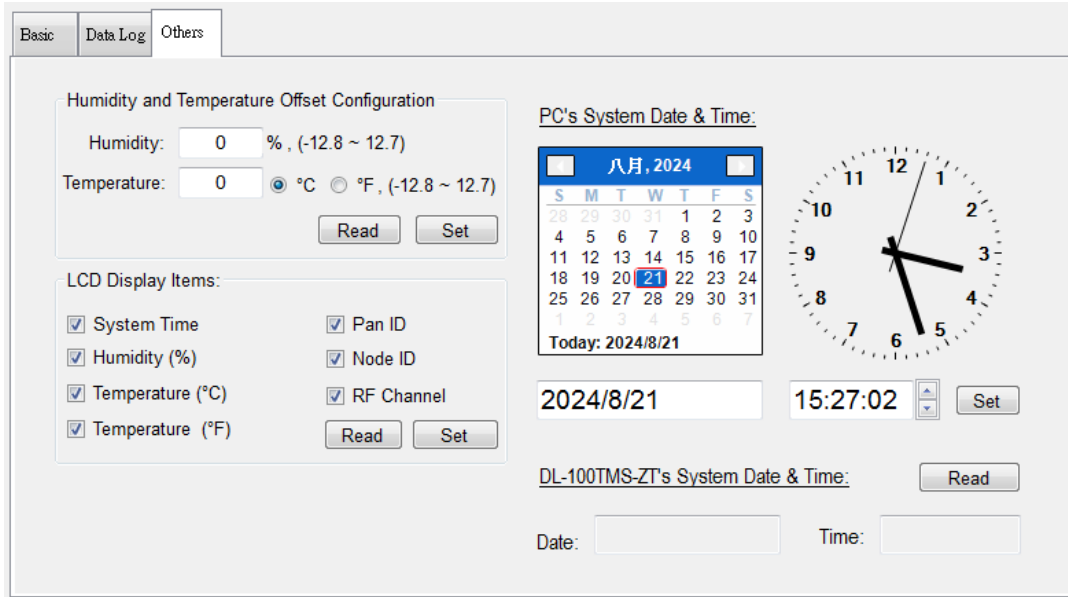 Basic
Data Log
Others
Humidity and Temperature Offset Configuration
Humidity: 0 % , (-12.8 ~ 12.7)
Temperature: 0 °C °F , (-12.8 ~ 12.7)
Read Set
LCD Display Items:
System Time Pan ID
Humidity (%) Node ID
Temperature (°C) RF Channel
Temperature (°F) Read Set
PC's System Date & Time:
八月, 2024
S M T W T F S
28 29 30 31 1 2 3
4 5 6 7 8 9 10
11 12 13 14 15 16 17
18 19 20 21 22 23 24
25 26 27 28 29 30 31
1 2 3 4 5 6 7
Today: 2024/8/21
12
11 1
10 2
9 3
8 4
7 5
6
2024/8/21 15:27:02 Set
DL-100TMS-ZT's System Date & Time: Read
Date: Time: